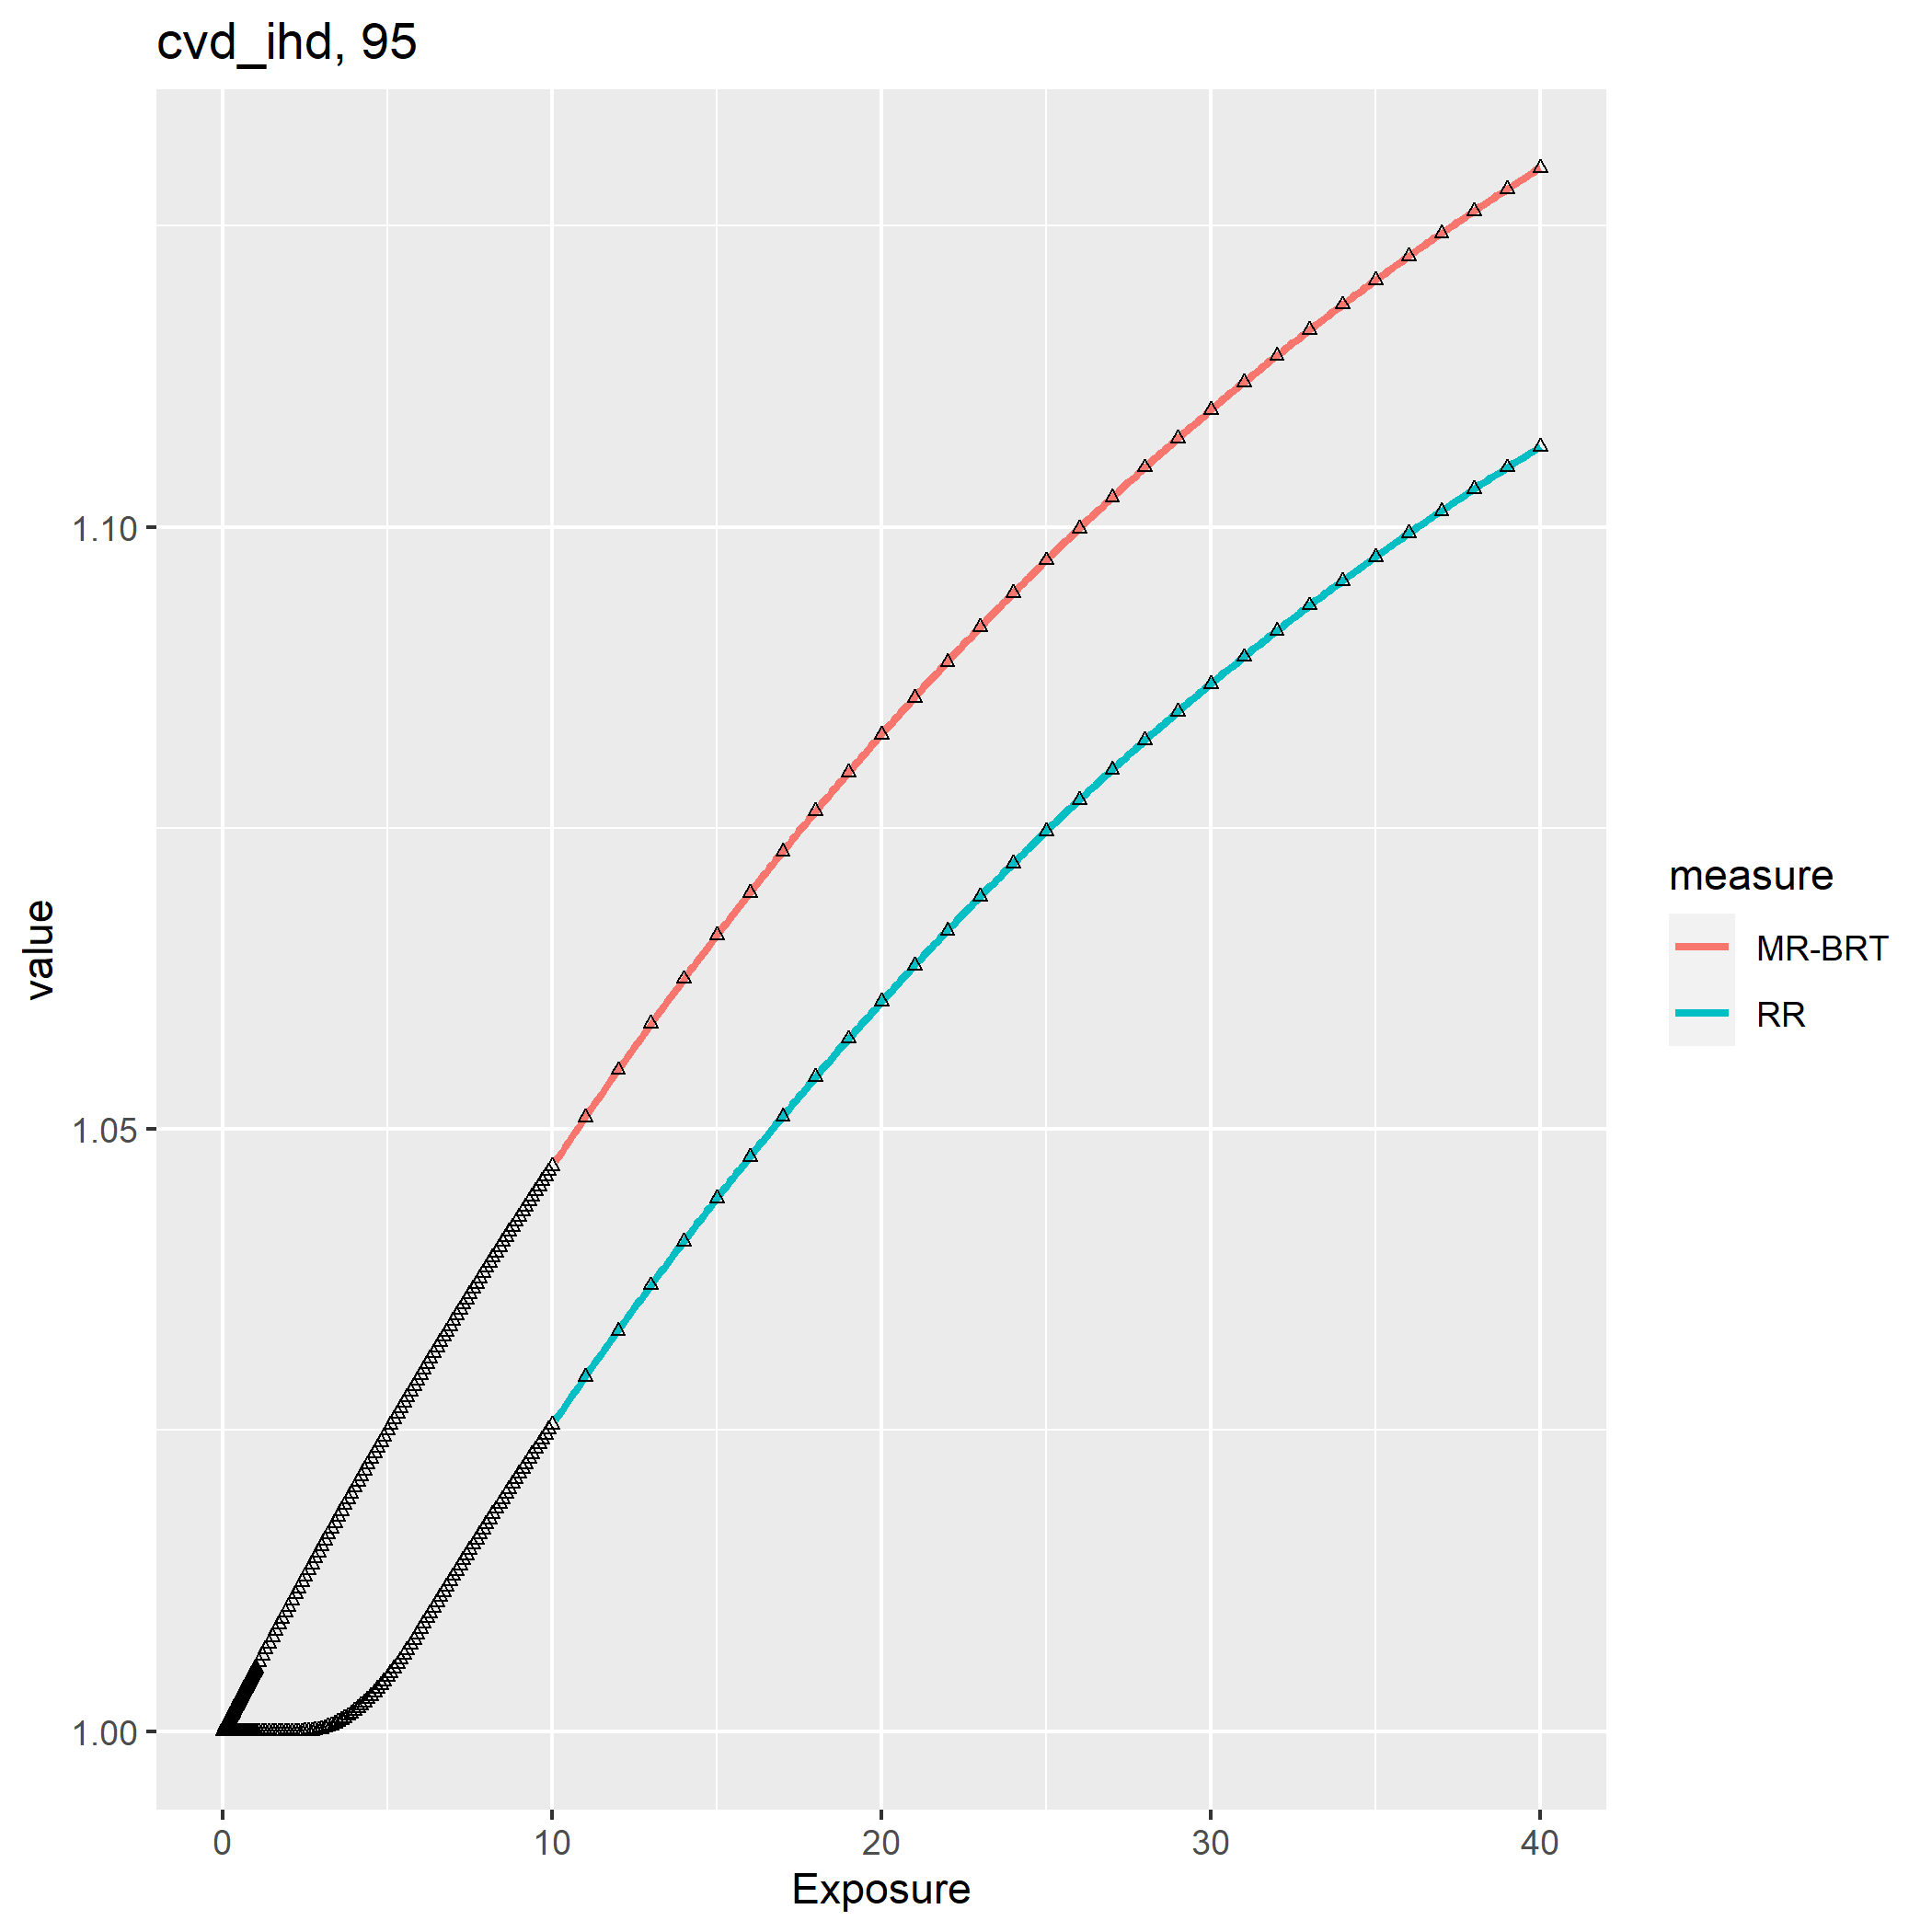 cvd_ihd, 95
value
1.10
1.05
1.00
0 10 20 30 40
Exposure
measure
MR-BRT
RR